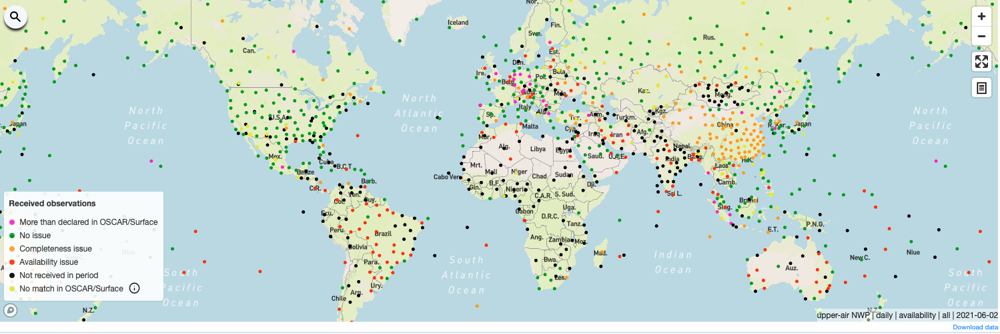 Nor.
Iceland
Fin.
Swe.
Rus.
Can.
Est.
Den.
Ire.
Bela.
Pol.
Kaz.
Mong.
North
Pacific
Ocean
North
Atlantic
Ocean
North
Pacific
Ocean
Italy
Sp.
Kgz.
Turkm.
U.S.A.
China
Japan
R. Kor.
Japan
Malta
Afg.
Iran
Mor.
Alg.
Libya
Egypt
Nepal
Mex.
Saud.
U.A.E.
India
H.K.
Cuba
B.C.T
Mrt.
Mali
Niger
Sudan
Laos
Belize
Cabo Ver.
Chad
Barb.
B.F.
Dji.
Camb.
C.R.
Gin.
Nigeria
Ven.
C.A.R.
S. Sud.
Sri L.
Col.
Guy.
Brunei
Received observations
More than declared in OSCAR/Surface
No issue
Completeness issue
Availability issue
Not received in period
No match in OSCAR/Surface
Gabon
Uga.
Sing.
Ecu.
D.R.C.
Tanz.
P.N.G.
Peru
Brazil
E.T.
Ang.
Zambia
Moz.
Bolivia
Niue
Niue
Mad.
Bwa.
New C.
Para.
South
Pacific
Ocean
South
Atlantic
Ocean
Indian
Ocean
South
Pacific
Ocean
Auz.
Les.
Ury.
Arg.
Chile
N.Z.
N.Z.
upper-air NWP | daily | availability | all | 2021-06-02
Download data